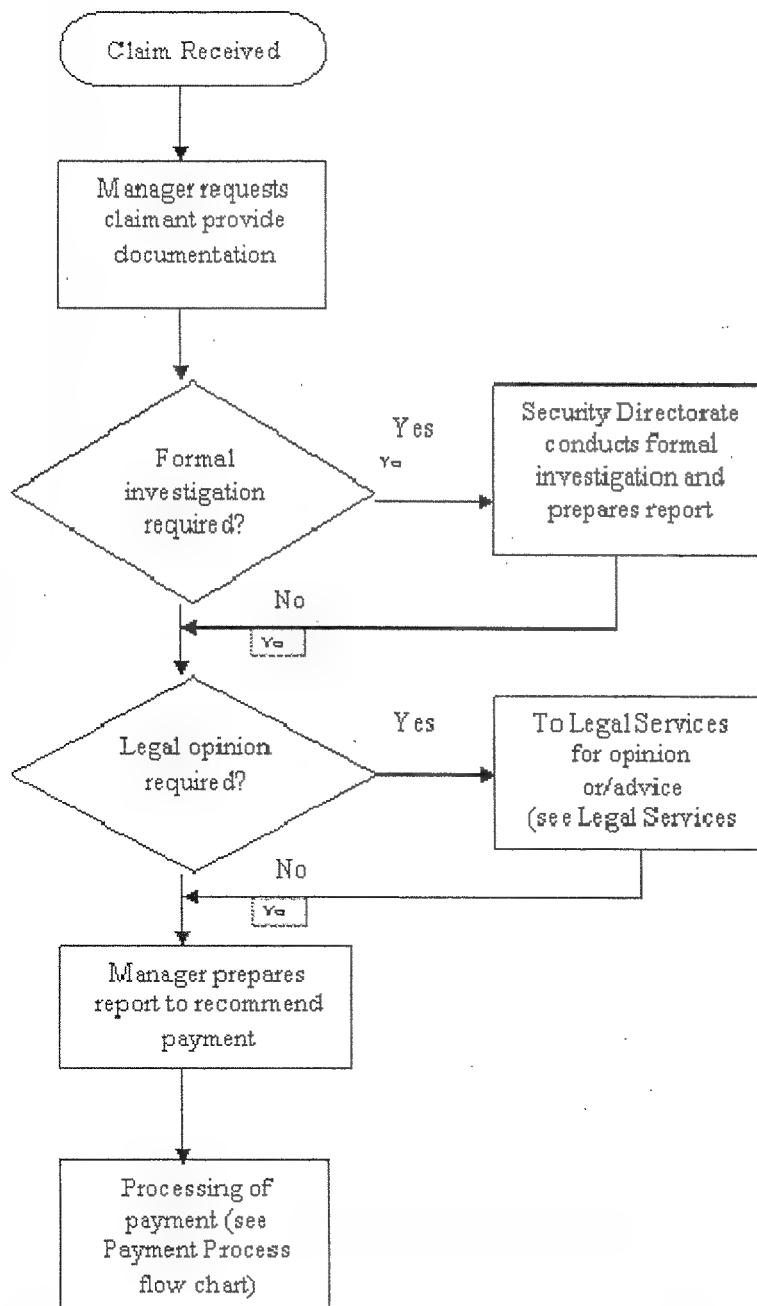 Claim Received
Manager requests
claimant provide
documentation
Formal
investigation
required?
Yes
Security Directorate
conducts formal
investigation and
prepares report
No
Legal opinion
required?
Yes
To Legal Services
for opinion
or/advice
(see Legal Services
No
Manager prepares
report to recommend
payment
Processing of
payment (see
Payment Process
flow chart)